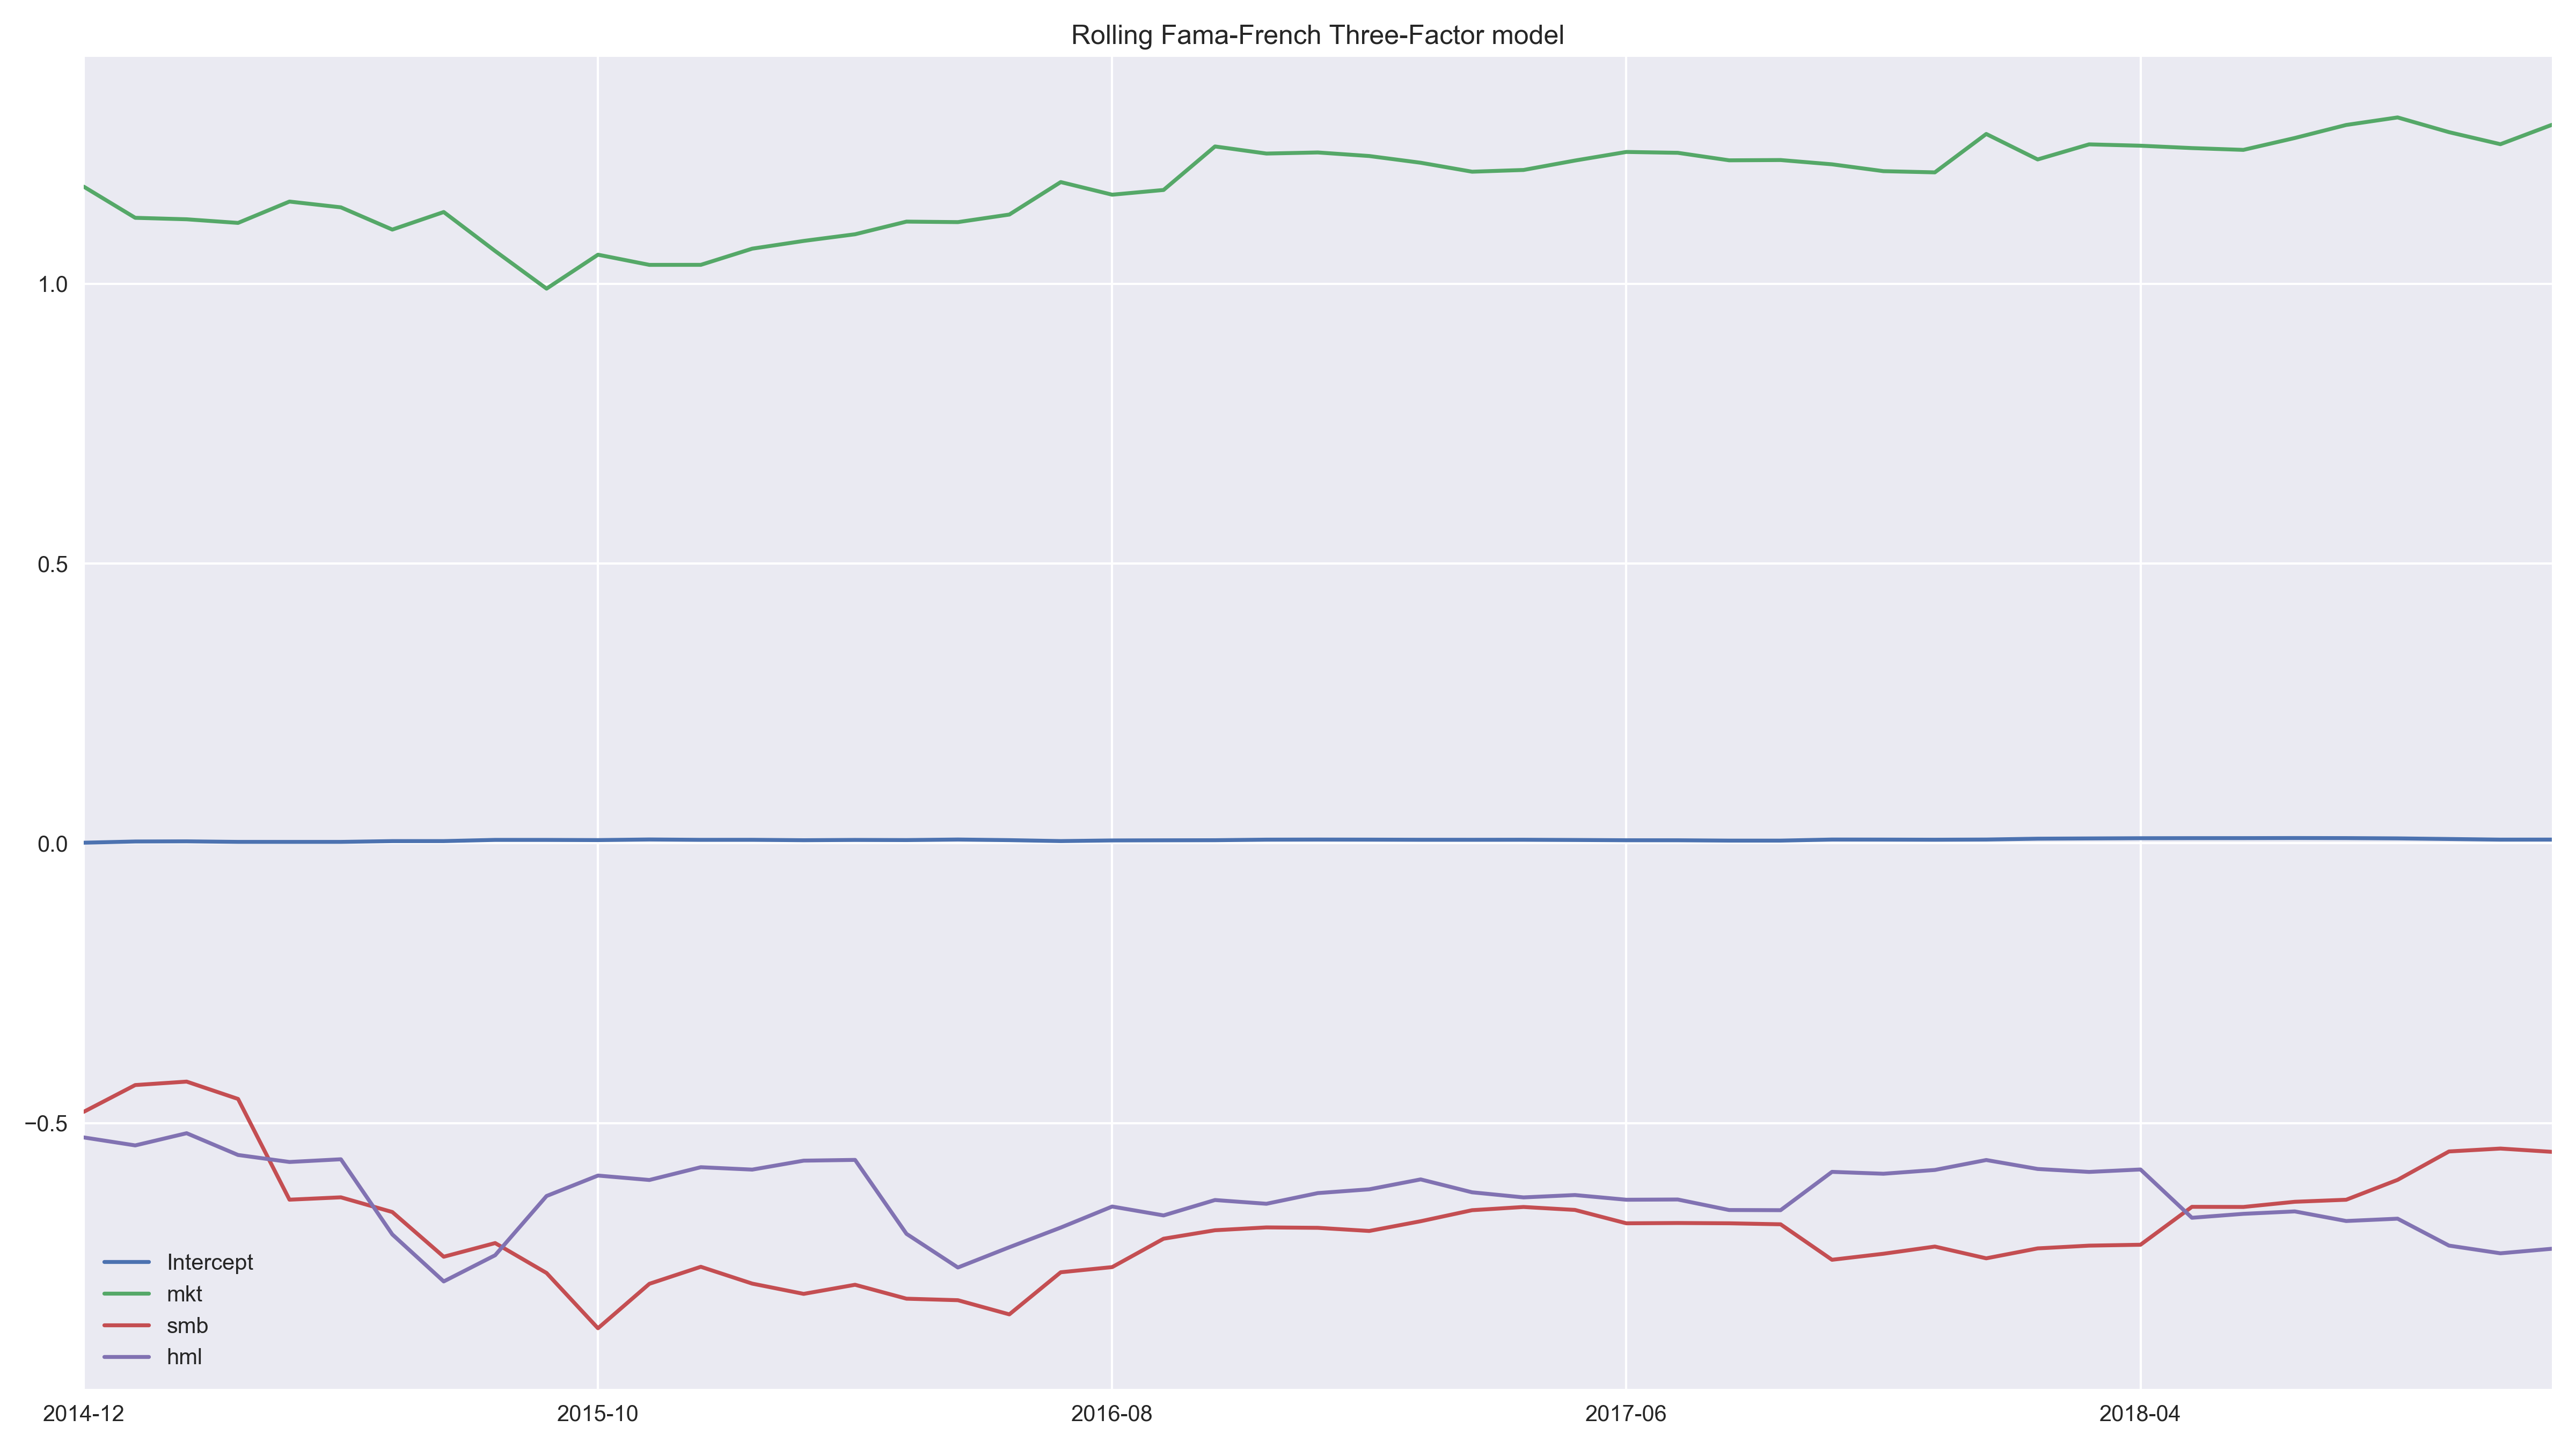 Rolling Fama-French Three-Factor model
1.0
0.5
0.0
−0.5
Intercept
mkt
smb
hml
2014-12 2015-10 2016-08 2017-06 2018-04